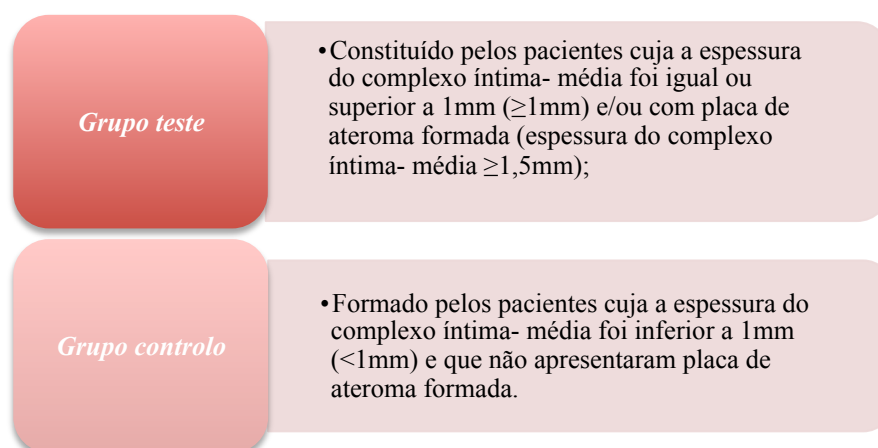 Grupo teste
•Constituído pelos pacientes cuja a espessura
do complexo íntima- média foi igual ou
superior a 1mm (≥1mm) e/ou com placa de
ateroma formada (espessura do complexo
íntima- média ≥1,5mm);
Grupo controlo
•Formado pelos pacientes cuja a espessura do
complexo íntima- média foi inferior a 1mm
(<1mm) e que não apresentaram placa de
ateroma formada.